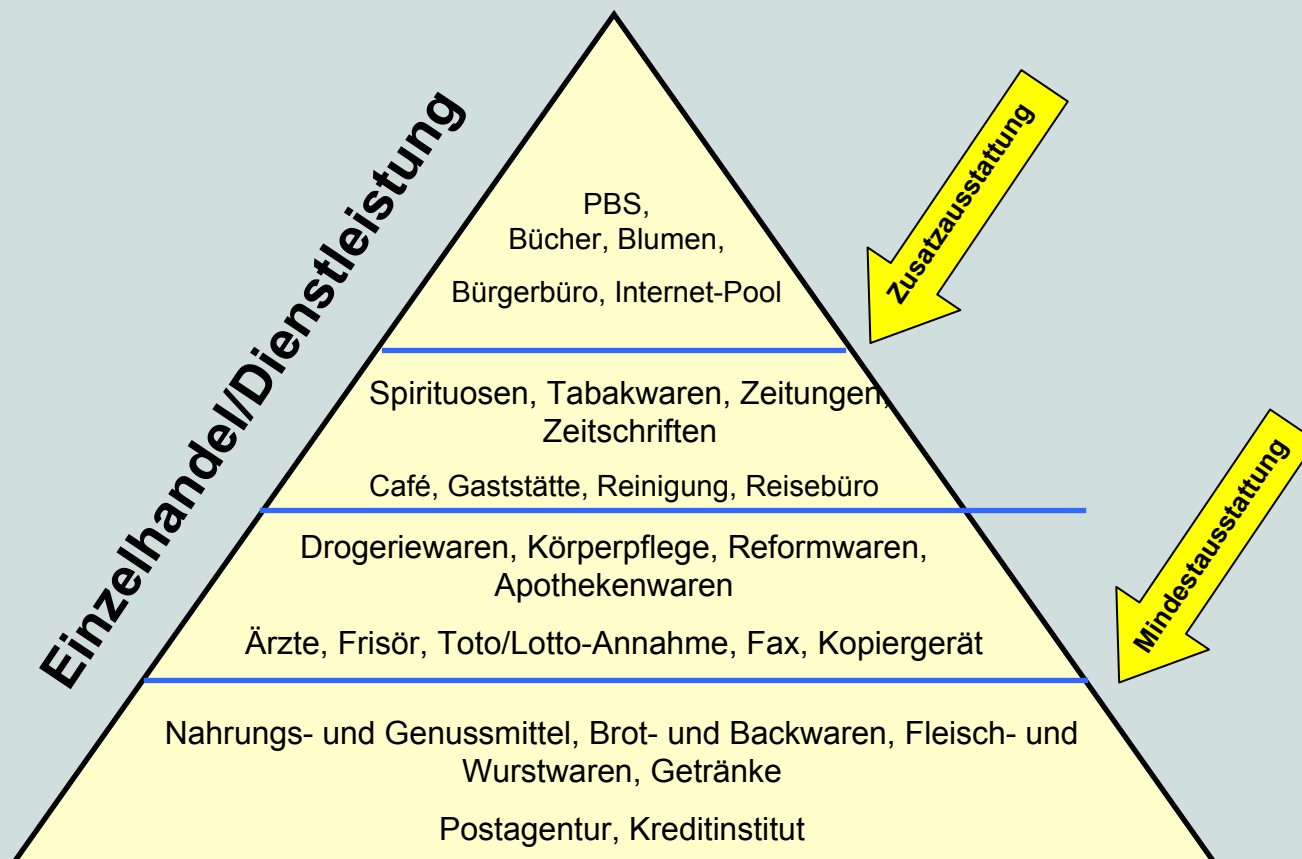 Einzelhandel/Dienstleistung
PBS,
Bücher, Blumen,
Bürgerbüro, Internet-Pool
Zusatzausstattung
Spirituosen, Tabakwaren, Zeitungen,
Zeitschriften
Café, Gaststätte, Reinigung, Reisebüro
Drogeriewaren, Körperpflege, Reformwaren,
Apothekenwaren
Ärzte, Frisör, Toto/Lotto-Annahme, Fax, Kopiergerät
Mindestausstattung
Nahrungs- und Genussmittel, Brot- und Backwaren, Fleisch- und
Wurstwaren, Getränke
Postagentur, Kreditinstitut